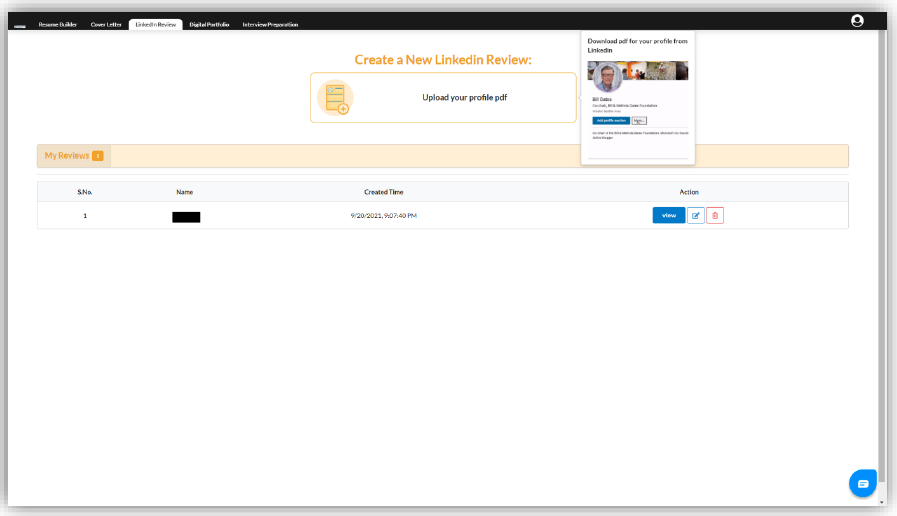 Resume Builder
Cover Letter
LinkedIn Review
Digital Portfolio
Interview Preparation
Download pdf for your profile from
Linkedin
Create a New Linkedin Review:
Upload your profile pdf
Bill Gates
Co-chair, Bill & Melinda Gates Foundation
Add profile section
More...
My Reviews 1
S.No.
Name
Created Time
Action
1
9/20/2021, 9:07:40 PM
view